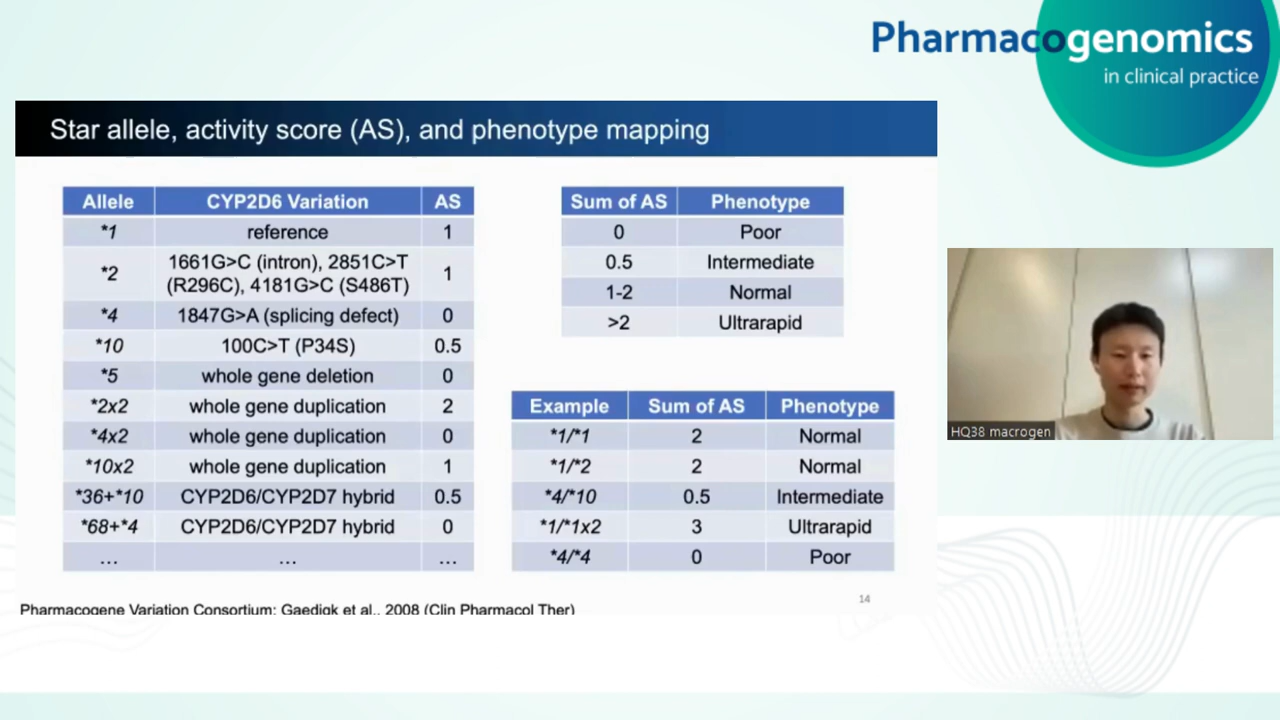 Pharmacogenomics
in clinical practice
Star allele, activity score (AS), and phenotype mapping
Allele CYP2D6 Variation AS
*1 reference 1
*2 1661G>C (intron), 2851C>T (R296C), 4181G>C (S486T) 1
*4 1847G>A (splicing defect) 0
*10 100C>T (P34S) 0.5
*5 whole gene deletion 0
*2x2 whole gene duplication 2
*4x2 whole gene duplication 0
*10x2 whole gene duplication 1
*36+*10 CYP2D6/CYP2D7 hybrid 0.5
*68+*4 CYP2D6/CYP2D7 hybrid 0
... ... ...
Sum of AS Phenotype
0 Poor
0.5 Intermediate
1-2 Normal
>2 Ultrarapid
Example Sum of AS Phenotype
*1/*1 2 Normal
*1/*2 2 Normal
*4/*10 0.5 Intermediate
*1/*1x2 3 Ultrarapid
*4/*4 0 Poor
14
Pharmacogene Variation Consortium; Gaedigk et al., 2008 (Clin Pharmacol Ther)
HQ38 macrogen